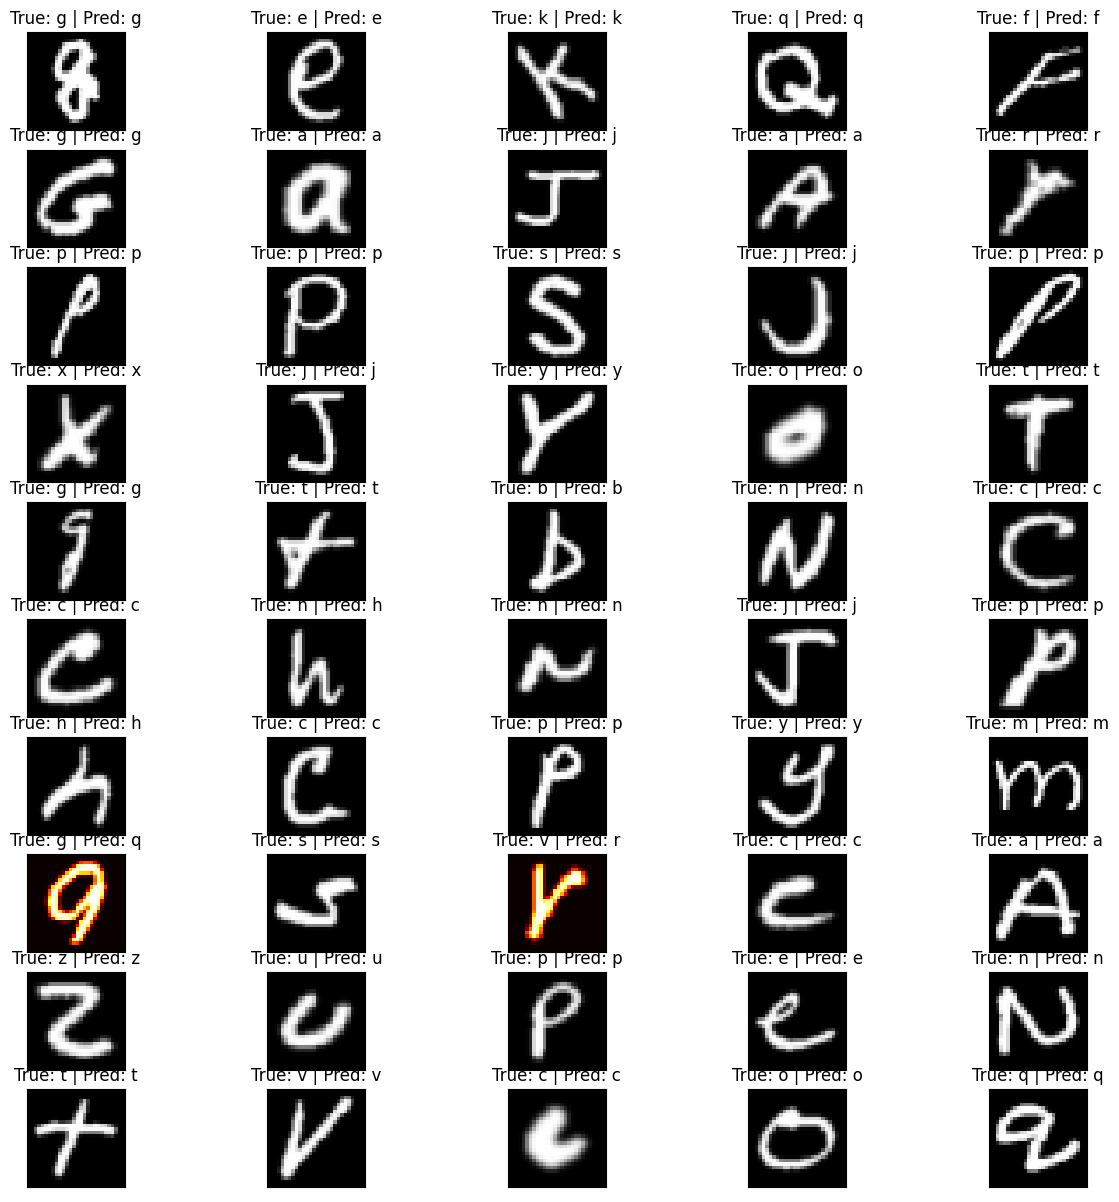 True: g | Pred: g True: e | Pred: e True: k | Pred: k True: q | Pred: q True: f | Pred: f
g e K Q F
True: g | Pred: g True: a | Pred: a True: j | Pred: j True: a | Pred: a True: r | Pred: r
G a J A r
True: p | Pred: p True: p | Pred: p True: s | Pred: s True: j | Pred: j True: p | Pred: p
p P S J p
True: x | Pred: x True: j | Pred: j True: y | Pred: y True: o | Pred: o True: t | Pred: t
x J Y o T
True: g | Pred: g True: t | Pred: t True: b | Pred: b True: n | Pred: n True: c | Pred: c
g t b N C
True: c | Pred: c True: h | Pred: h True: n | Pred: n True: j | Pred: j True: p | Pred: p
C h n J p
True: h | Pred: h True: c | Pred: c True: p | Pred: p True: y | Pred: y True: m | Pred: m
h C p y m
True: g | Pred: q True: s | Pred: s True: v | Pred: r True: c | Pred: c True: a | Pred: a
g s v c A
True: z | Pred: z True: u | Pred: u True: p | Pred: p True: e | Pred: e True: n | Pred: n
z u p e N
True: t | Pred: t True: v | Pred: v True: c | Pred: c True: o | Pred: o True: q | Pred: q
t V c O q